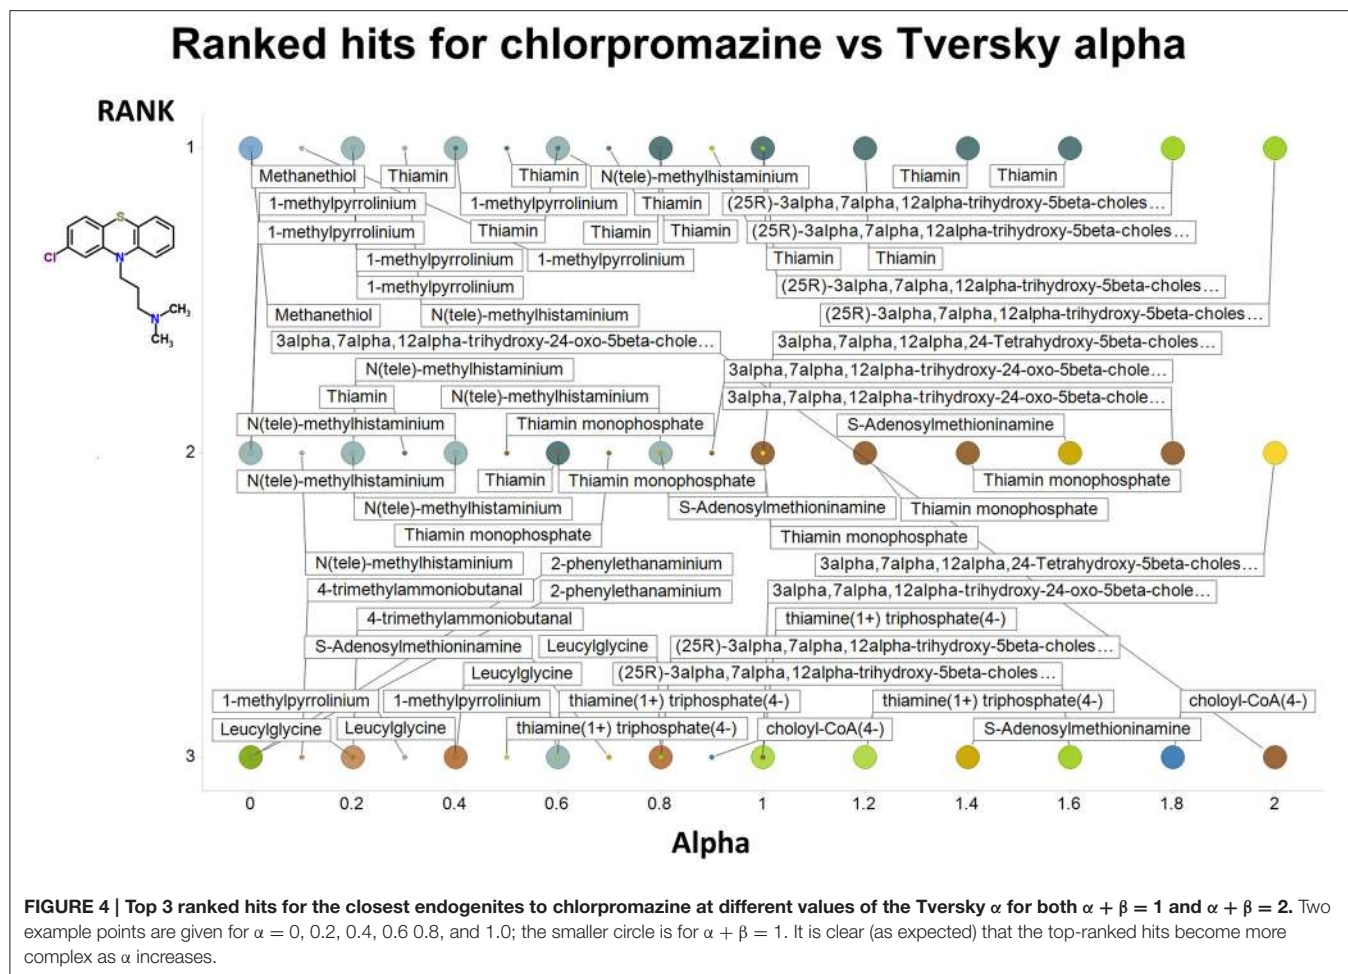 Ranked hits for chlorpromazine vs Tversky alpha
RANK
1
Methanethiol
Thiamin
Thiamin
N(tele)-methylhistaminium
Thiamin
Thiamin
1-methylpyrrolinium
1-methylpyrrolinium
Thiamin
(25R)-3alpha,7alpha,12alpha-trihydroxy-5beta-choles...
1-methylpyrrolinium
Thiamin
Thiamin
Thiamin
(25R)-3alpha,7alpha,12alpha-trihydroxy-5beta-choles...
1-methylpyrrolinium
1-methylpyrrolinium
Thiamin
Thiamin
1-methylpyrrolinium
(25R)-3alpha,7alpha,12alpha-trihydroxy-5beta-choles...
Methanethiol
N(tele)-methylhistaminium
(25R)-3alpha,7alpha,12alpha-trihydroxy-5beta-choles...
3alpha,7alpha,12alpha-trihydroxy-24-oxo-5beta-chole...
3alpha,7alpha,12alpha,24-Tetrahydroxy-5beta-choles...
N(tele)-methylhistaminium
3alpha,7alpha,12alpha-trihydroxy-24-oxo-5beta-chole...
Thiamin
N(tele)-methylhistaminium
3alpha,7alpha,12alpha-trihydroxy-24-oxo-5beta-chole...
N(tele)-methylhistaminium
Thiamin monophosphate
S-Adenosylmethioninamine
2
N(tele)-methylhistaminium
Thiamin
Thiamin monophosphate
Thiamin monophosphate
N(tele)-methylhistaminium
S-Adenosylmethioninamine
Thiamin monophosphate
Thiamin monophosphate
Thiamin monophosphate
N(tele)-methylhistaminium
2-phenylethanaminium
3alpha,7alpha,12alpha,24-Tetrahydroxy-5beta-choles...
4-trimethylammoniobutanal
2-phenylethanaminium
3alpha,7alpha,12alpha-trihydroxy-24-oxo-5beta-chole...
4-trimethylammoniobutanal
thiamine(1+) triphosphate(4-)
S-Adenosylmethioninamine
Leucylglycine
(25R)-3alpha,7alpha,12alpha-trihydroxy-5beta-choles...
Leucylglycine
(25R)-3alpha,7alpha,12alpha-trihydroxy-5beta-choles...
1-methylpyrrolinium
1-methylpyrrolinium
thiamine(1+) triphosphate(4-)
thiamine(1+) triphosphate(4-)
choloyl-CoA(4-)
Leucylglycine
Leucylglycine
thiamine(1+) triphosphate(4-)
choloyl-CoA(4-)
S-Adenosylmethioninamine
3
0 0.2 0.4 0.6 0.8 1 1.2 1.4 1.6 1.8 2
Alpha
S
Cl
N
N
CH3
CH3
FIGURE 4 | Top 3 ranked hits for the closest endogenites to chlorpromazine at different values of the Tversky α for both α + β = 1 and α + β = 2. Two
example points are given for α = 0, 0.2, 0.4, 0.6 0.8, and 1.0; the smaller circle is for α + β = 1. It is clear (as expected) that the top-ranked hits become more
complex as α increases.